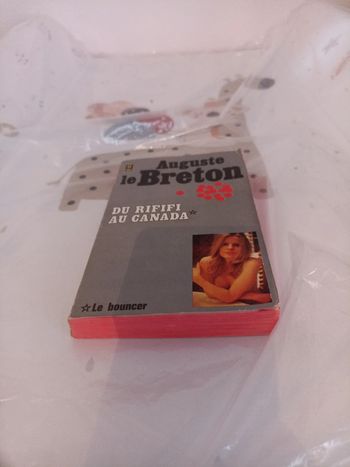 Auguste
le Breton
DU RIFIFI
AU CANADA☆
☆Le bouncer